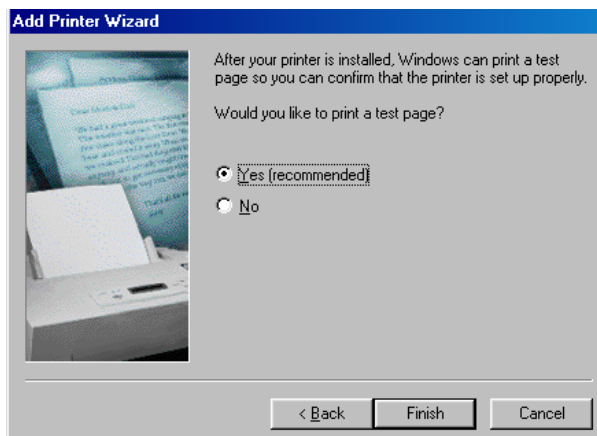 Add Printer Wizard
After your printer is installed, Windows can print a test
page so you can confirm that the printer is set up properly.
Would you like to print a test page?
Yes (recommended)
No
< Back
Finish
Cancel